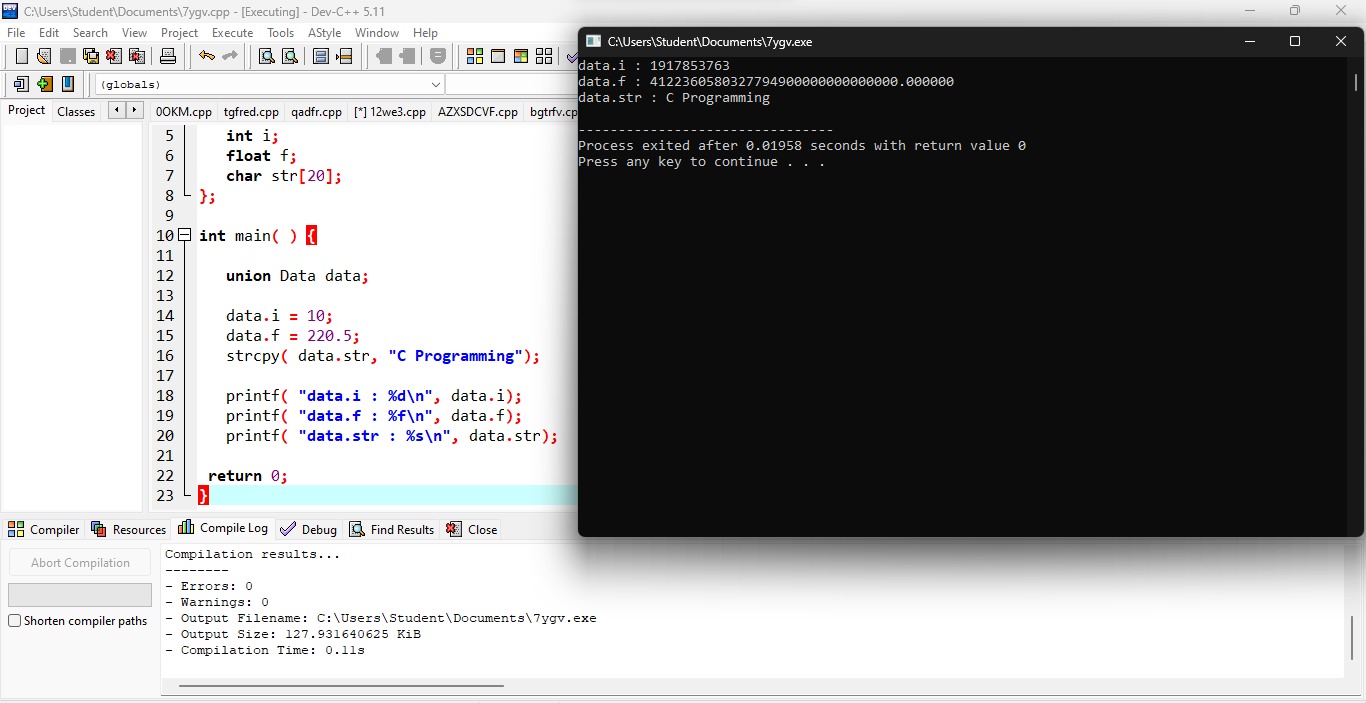 C:\Users\Student\Documents\7ygv.cpp - [Executing] - Dev-C++ 5.11
File Edit Search View Project Execute Tools AStyle Window Help
(globals)
Project Classes
0OKM.cpp tgfred.cpp qadfr.cpp [*] 12we3.cpp AZXSDCVF.cpp bgtrfv.cp
5 int i;
6 float f;
7 char str[20];
8 };
9
10 int main( ) {
11
12 union Data data;
13
14 data.i = 10;
15 data.f = 220.5;
16 strcpy( data.str, "C Programming");
17
18 printf( "data.i : %d\n", data.i);
19 printf( "data.f : %f\n", data.f);
20 printf( "data.str : %s\n", data.str);
21
22 return 0;
23 }
C:\Users\Student\Documents\7ygv.exe
data.i : 1917853763
data.f : 4122360580327794900000000000000.000000
data.str : C Programming
--------------------------------
Process exited after 0.01958 seconds with return value 0
Press any key to continue . . .
Compiler Resources Compile Log Debug Find Results Close
Abort Compilation
Shorten compiler paths
Compilation results...
--------
- Errors: 0
- Warnings: 0
- Output Filename: C:\Users\Student\Documents\7ygv.exe
- Output Size: 127.931640625 KiB
- Compilation Time: 0.11s